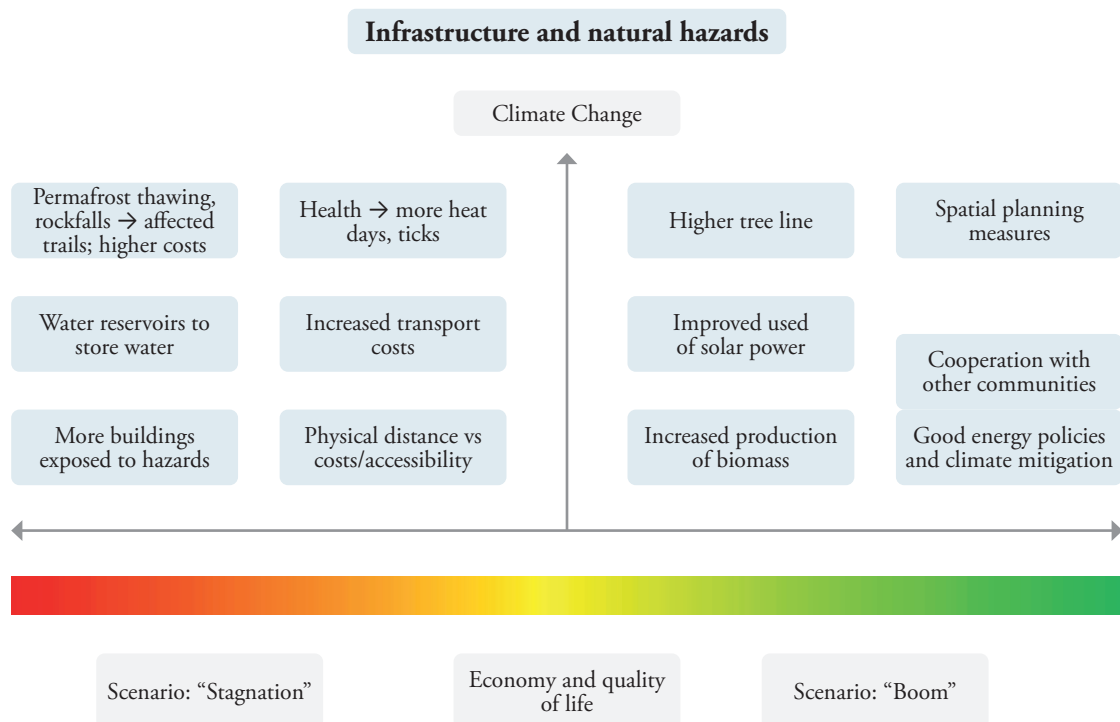 Infrastructure and natural hazards
Climate Change
Permafrost thawing,
rockfalls → affected
trails; higher costs
Health → more heat
days, ticks
Higher tree line
Spatial planning
measures
Water reservoirs to
store water
Increased transport
costs
Improved used
of solar power
Cooperation with
other communities
More buildings
exposed to hazards
Physical distance vs
costs/accessibility
Increased production
of biomass
Good energy policies
and climate mitigation
Scenario: “Stagnation”
Economy and quality
of life
Scenario: “Boom”